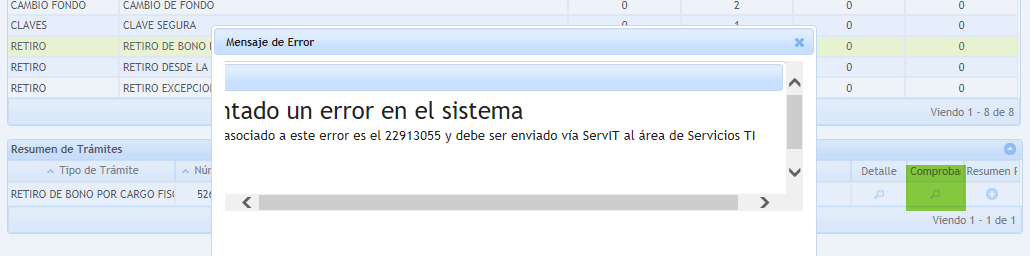 CAMBIO FONDO CAMBIO DE FONDO 0 2 0 0
CLAVES CLAVE SEGURA 0 1 0 0
RETIRO RETIRO DE BONO 0 0
RETIRO RETIRO DESDE LA 0 0
RETIRO RETIRO EXCEPCIO 0 0
Viendo 1 - 8 de 8
Mensaje de Error
ntado un error en el sistema
asociado a este error es el 22913055 y debe ser enviado vía ServIT al área de Servicios TI
Resumen de Trámites
Tipo de Trámite Núm Detalle Comproba Resumen P
RETIRO DE BONO POR CARGO FISC 526
Viendo 1 - 1 de 1